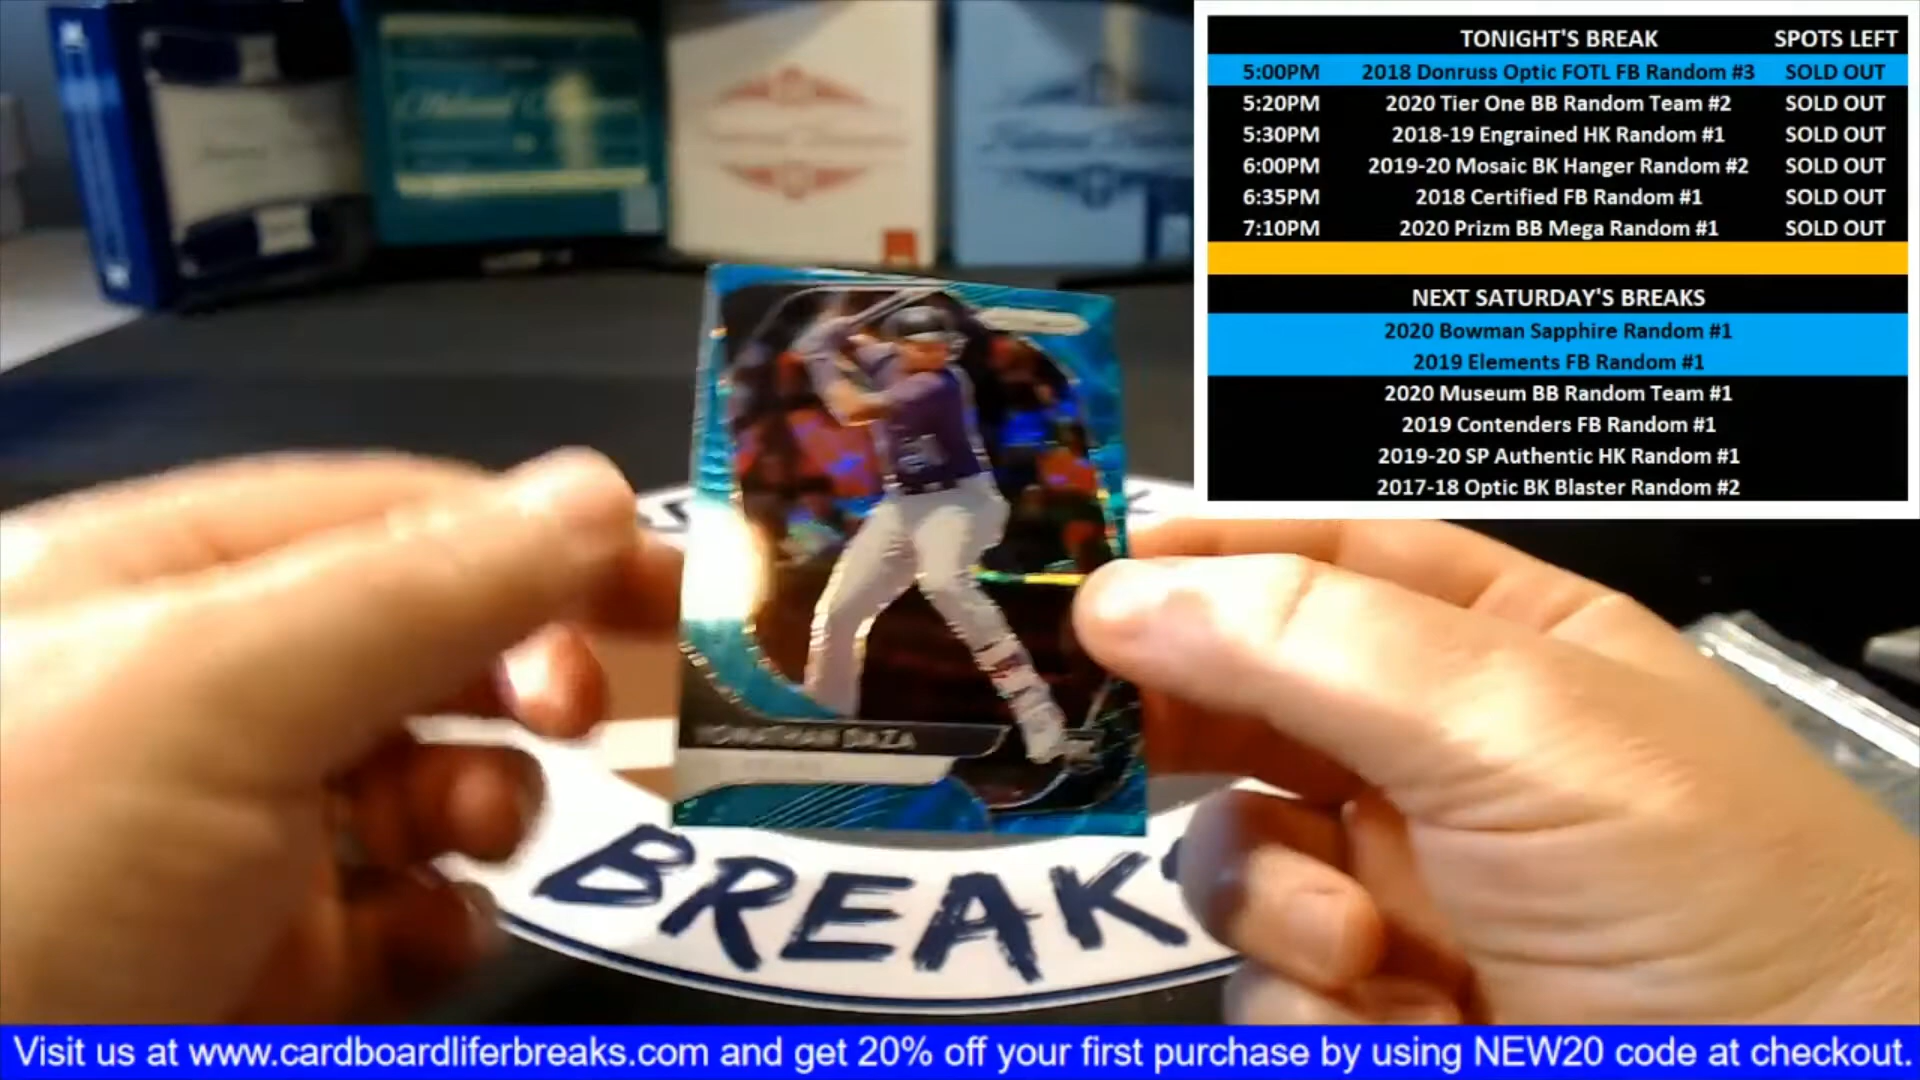 TONIGHT'S BREAK SPOTS LEFT
5:00PM 2018 Donruss Optic FOTL FB Random #3 SOLD OUT
5:20PM 2020 Tier One BB Random Team #2 SOLD OUT
5:30PM 2018-19 Engrained HK Random #1 SOLD OUT
6:00PM 2019-20 Mosaic BK Hanger Random #2 SOLD OUT
6:35PM 2018 Certified FB Random #1 SOLD OUT
7:10PM 2020 Prizm BB Mega Random #1 SOLD OUT
NEXT SATURDAY'S BREAKS
2020 Bowman Sapphire Random #1
2019 Elements FB Random #1
2020 Museum BB Random Team #1
2019 Contenders FB Random #1
2019-20 SP Authentic HK Random #1
2017-18 Optic BK Blaster Random #2
DAZA
RC
BREAKS
Visit us at www.cardboardliferbreaks.com and get 20% off your first purchase by using NEW20 code at checkout.